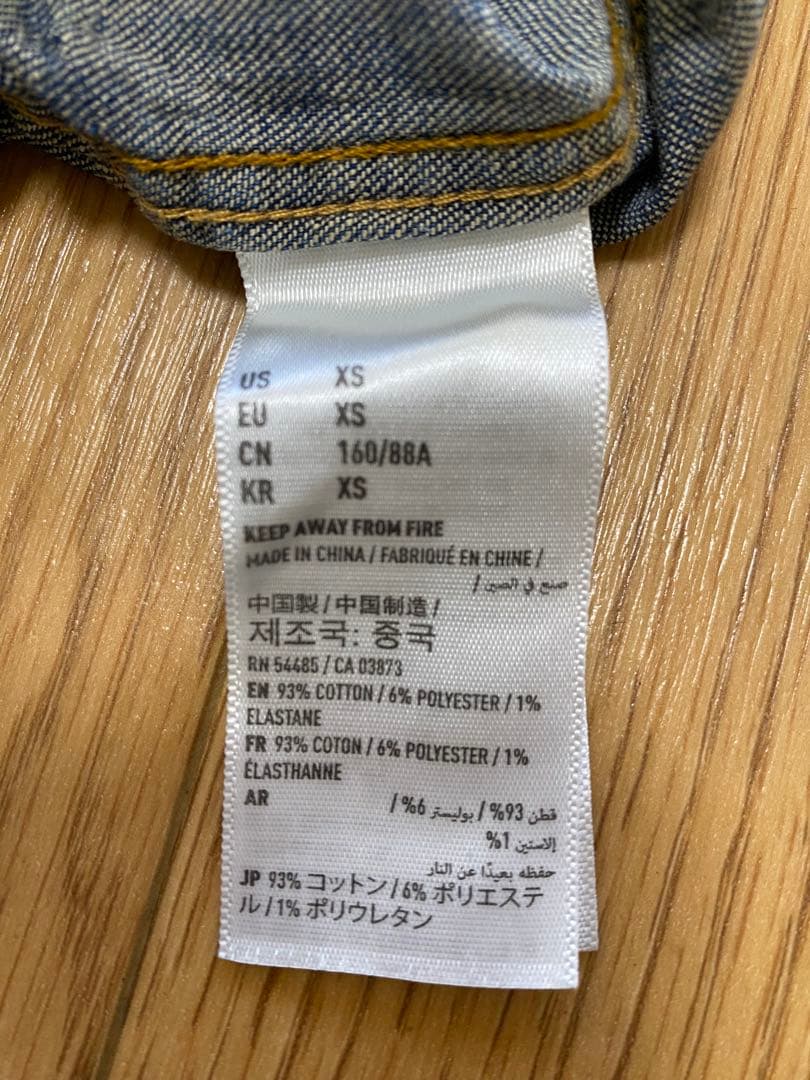 US XS
EU XS
CN 160/88A
KR XS
KEEP AWAY FROM FIRE
MADE IN CHINA / FABRIQUÉ EN CHINE /
صنع في الصين /
中国製 / 中国制造 /
제조국: 중국
RN 54485 / CA 03873
EN 93% COTTON / 6% POLYESTER / 1%
ELASTANE
FR 93% COTON / 6% POLYESTER / 1%
ÉLASTHANNE
AR قطن 93% / بوليستر 6% /
إلاستين 1%
حفظه بعيدًا عن النار
JP 93% コットン / 6% ポリエステ
ル / 1% ポリウレタン